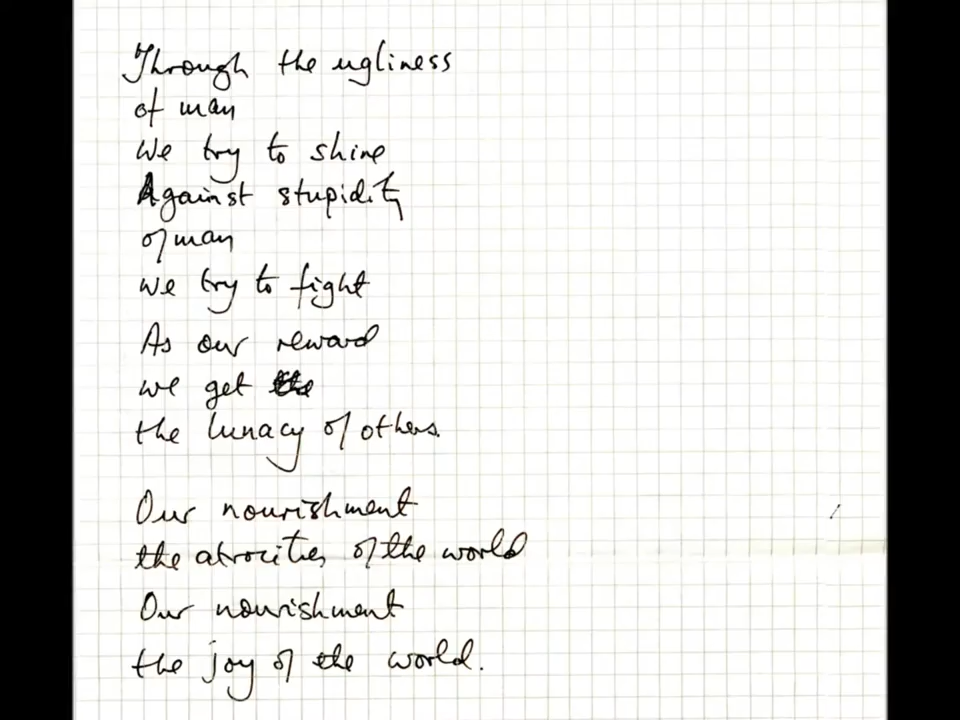 Through the ugliness
of man
We try to shine
Against stupidity
of man
We try to fight
As our reward
we get
the lunacy of others.
Our nourishment
the atrocities of the world
Our nourishment
the joy of the world.